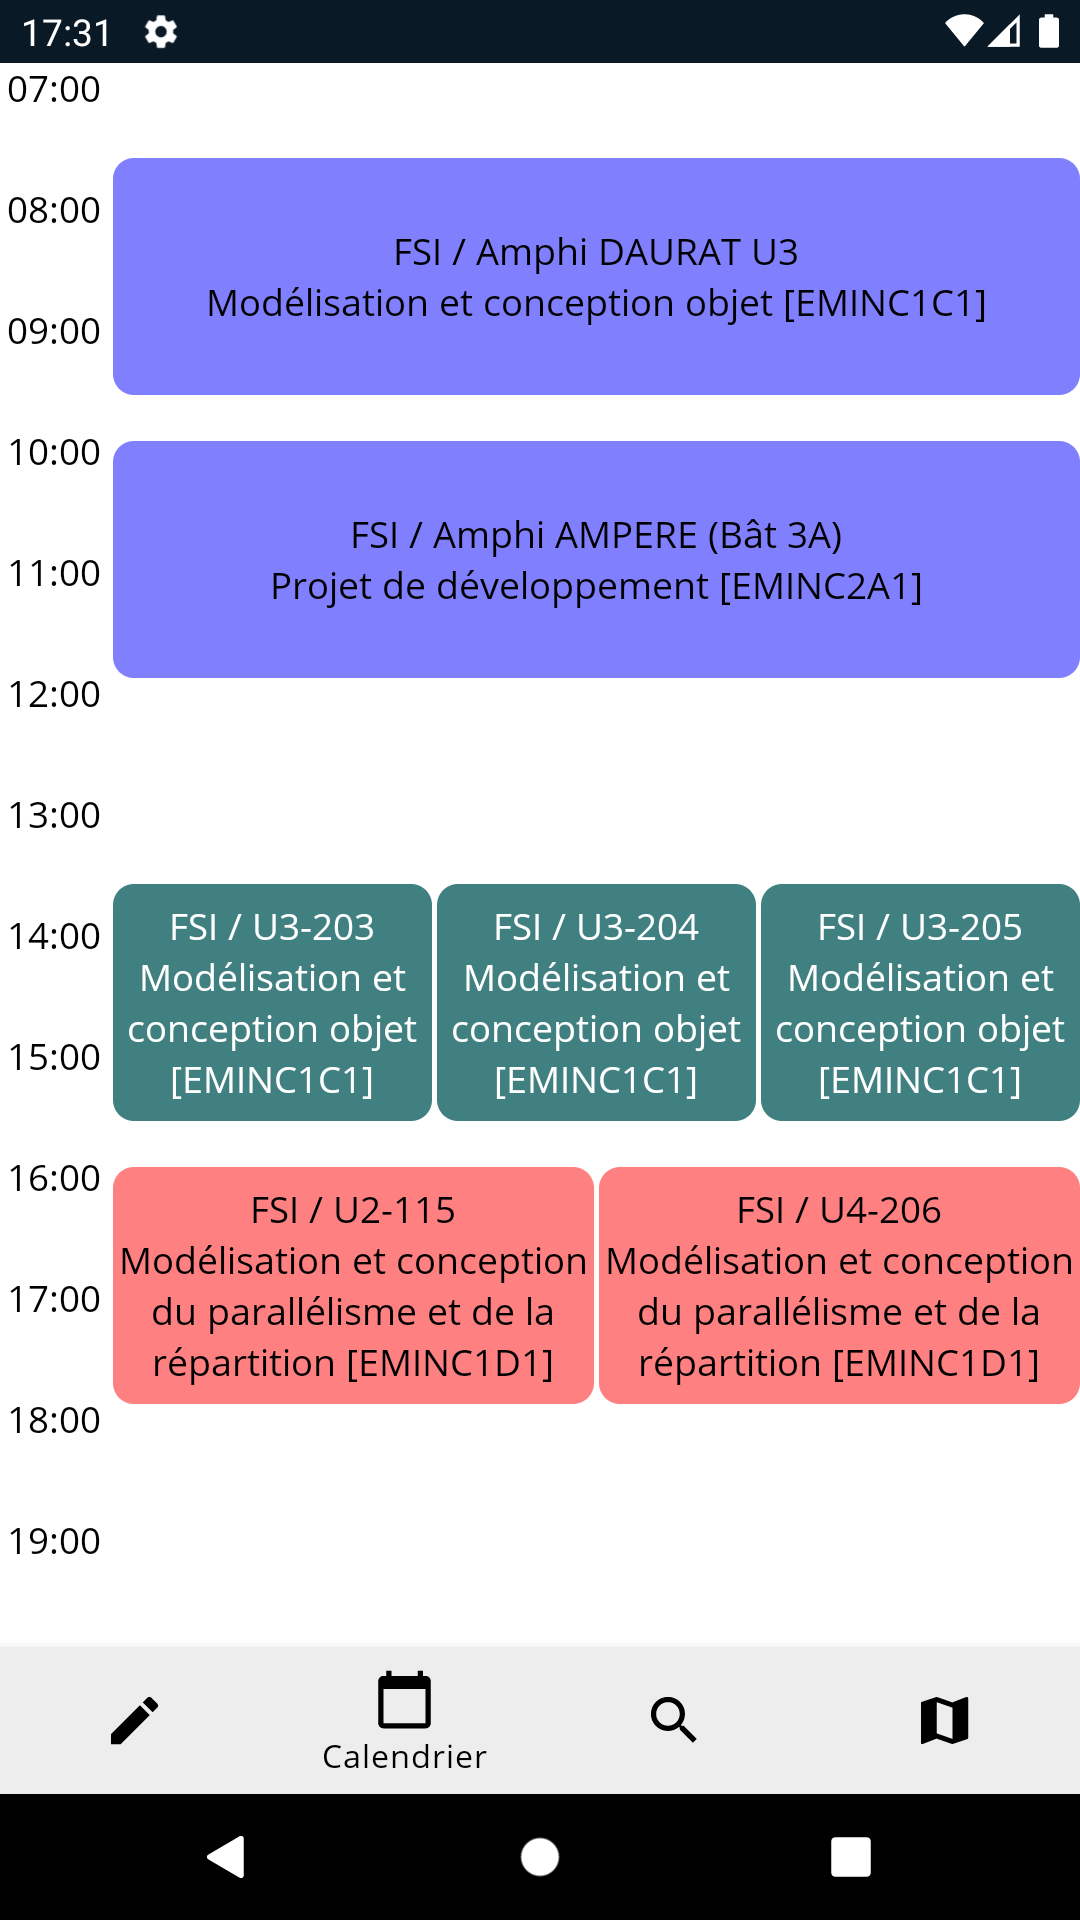 17:31
07:00
08:00
FSI / Amphi DAURAT U3
Modélisation et conception objet [EMINC1C1]
09:00
10:00
FSI / Amphi AMPERE (Bât 3A)
11:00
Projet de développement [EMINC2A1]
12:00
13:00
14:00
15:00
FSI / U3-203
Modélisation et
conception objet
[EMINC1C1]
FSI / U3-204
Modélisation et
conception objet
[EMINC1C1]
FSI / U3-205
Modélisation et
conception objet
[EMINC1C1]
16:00
17:00
FSI / U2-115
Modélisation et conception
du parallélisme et de la
répartition [EMINC1D1]
FSI / U4-206
Modélisation et conception
du parallélisme et de la
répartition [EMINC1D1]
18:00
19:00
Calendrier